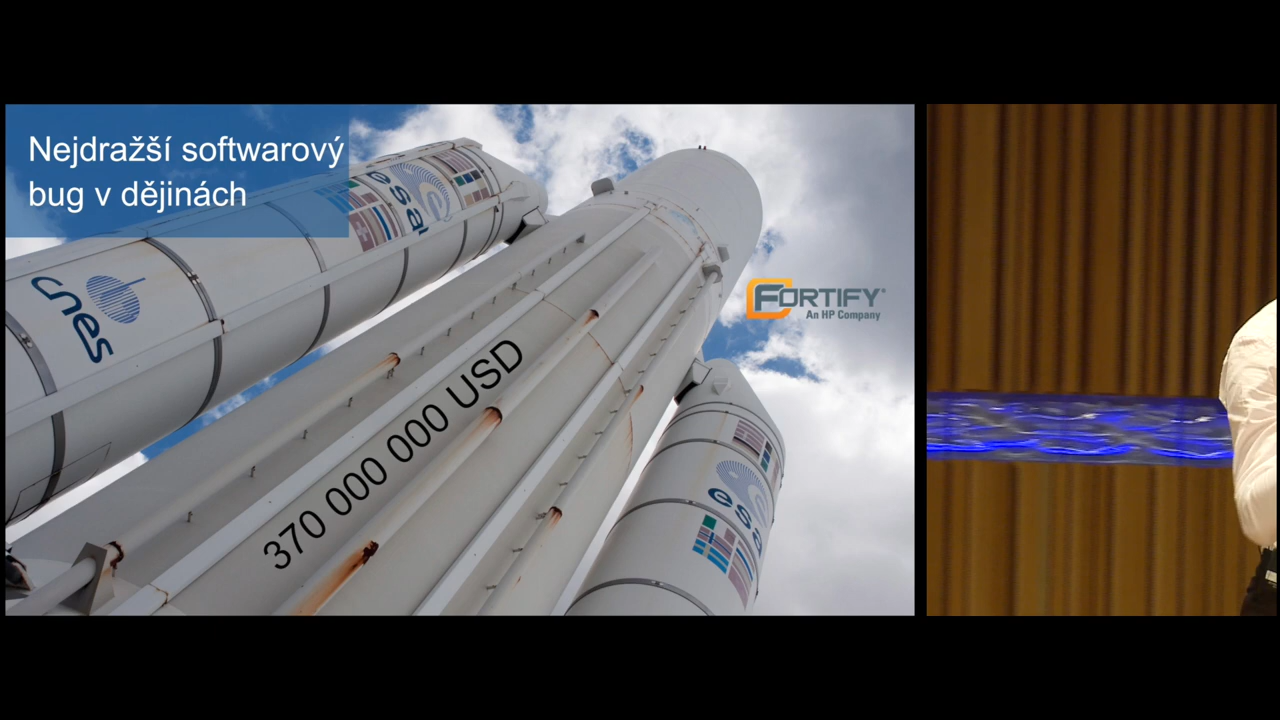 Nejdražší softwarový
bug v dějinách
esa
cnes
FORTIFY®
An HP Company
370 000 000 USD
esa